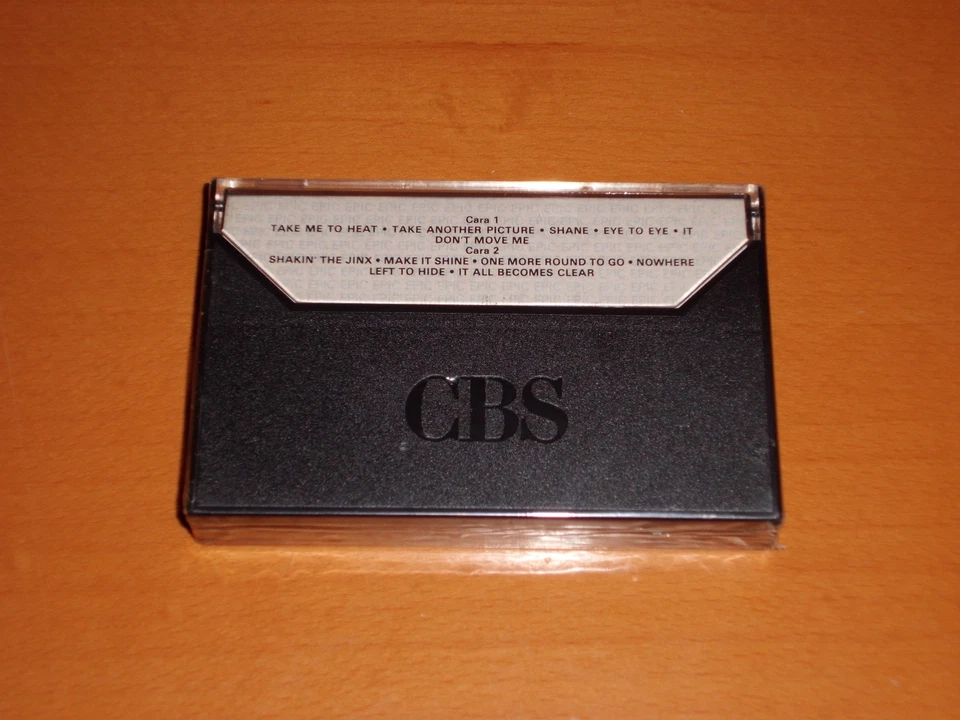 Cara 1
TAKE ME TO HEAT • TAKE ANOTHER PICTURE • SHANE • EYE TO EYE • IT
DON'T MOVE ME
Cara 2
SHAKIN' THE JINX • MAKE IT SHINE • ONE MORE ROUND TO GO • NOWHERE
LEFT TO HIDE • IT ALL BECOMES CLEAR
CBS